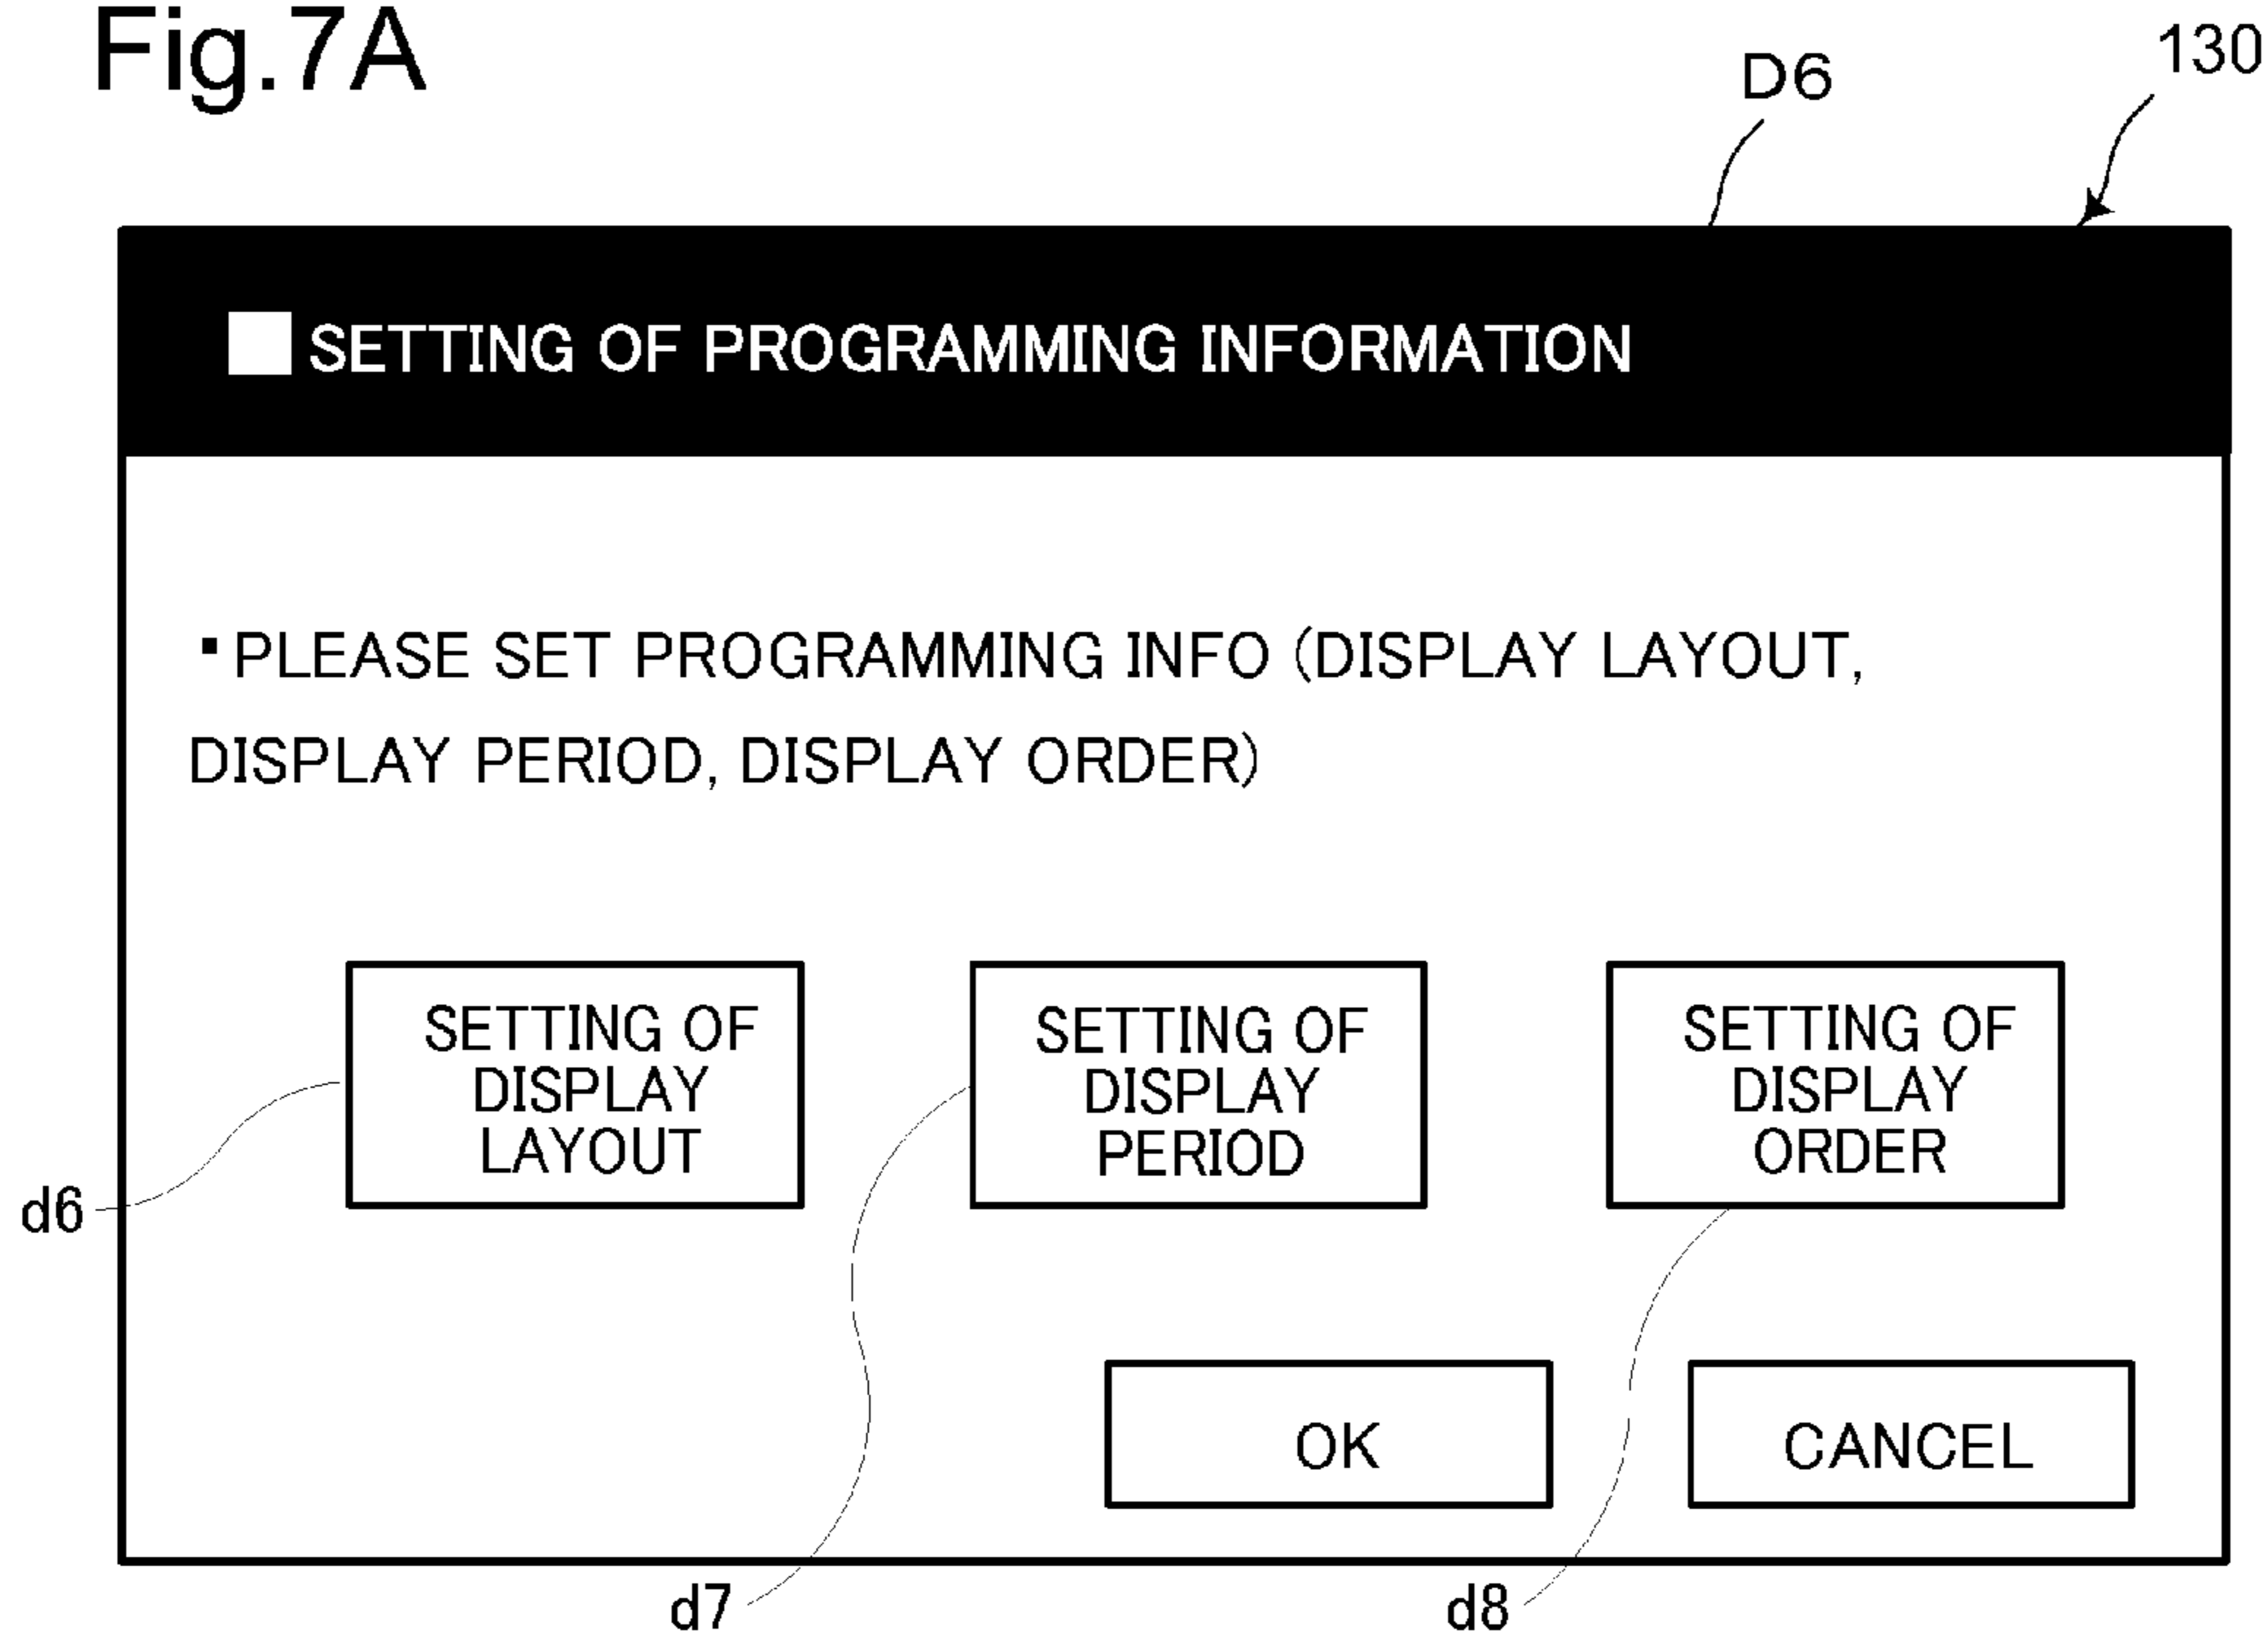 Fig.7A
D6
130
SETTING OF PROGRAMMING INFORMATION
▪PLEASE SET PROGRAMMING INFO (DISPLAY LAYOUT,
DISPLAY PERIOD, DISPLAY ORDER)
SETTING OF
DISPLAY
LAYOUT
SETTING OF
DISPLAY
PERIOD
SETTING OF
DISPLAY
ORDER
d6
OK
CANCEL
d7
d8